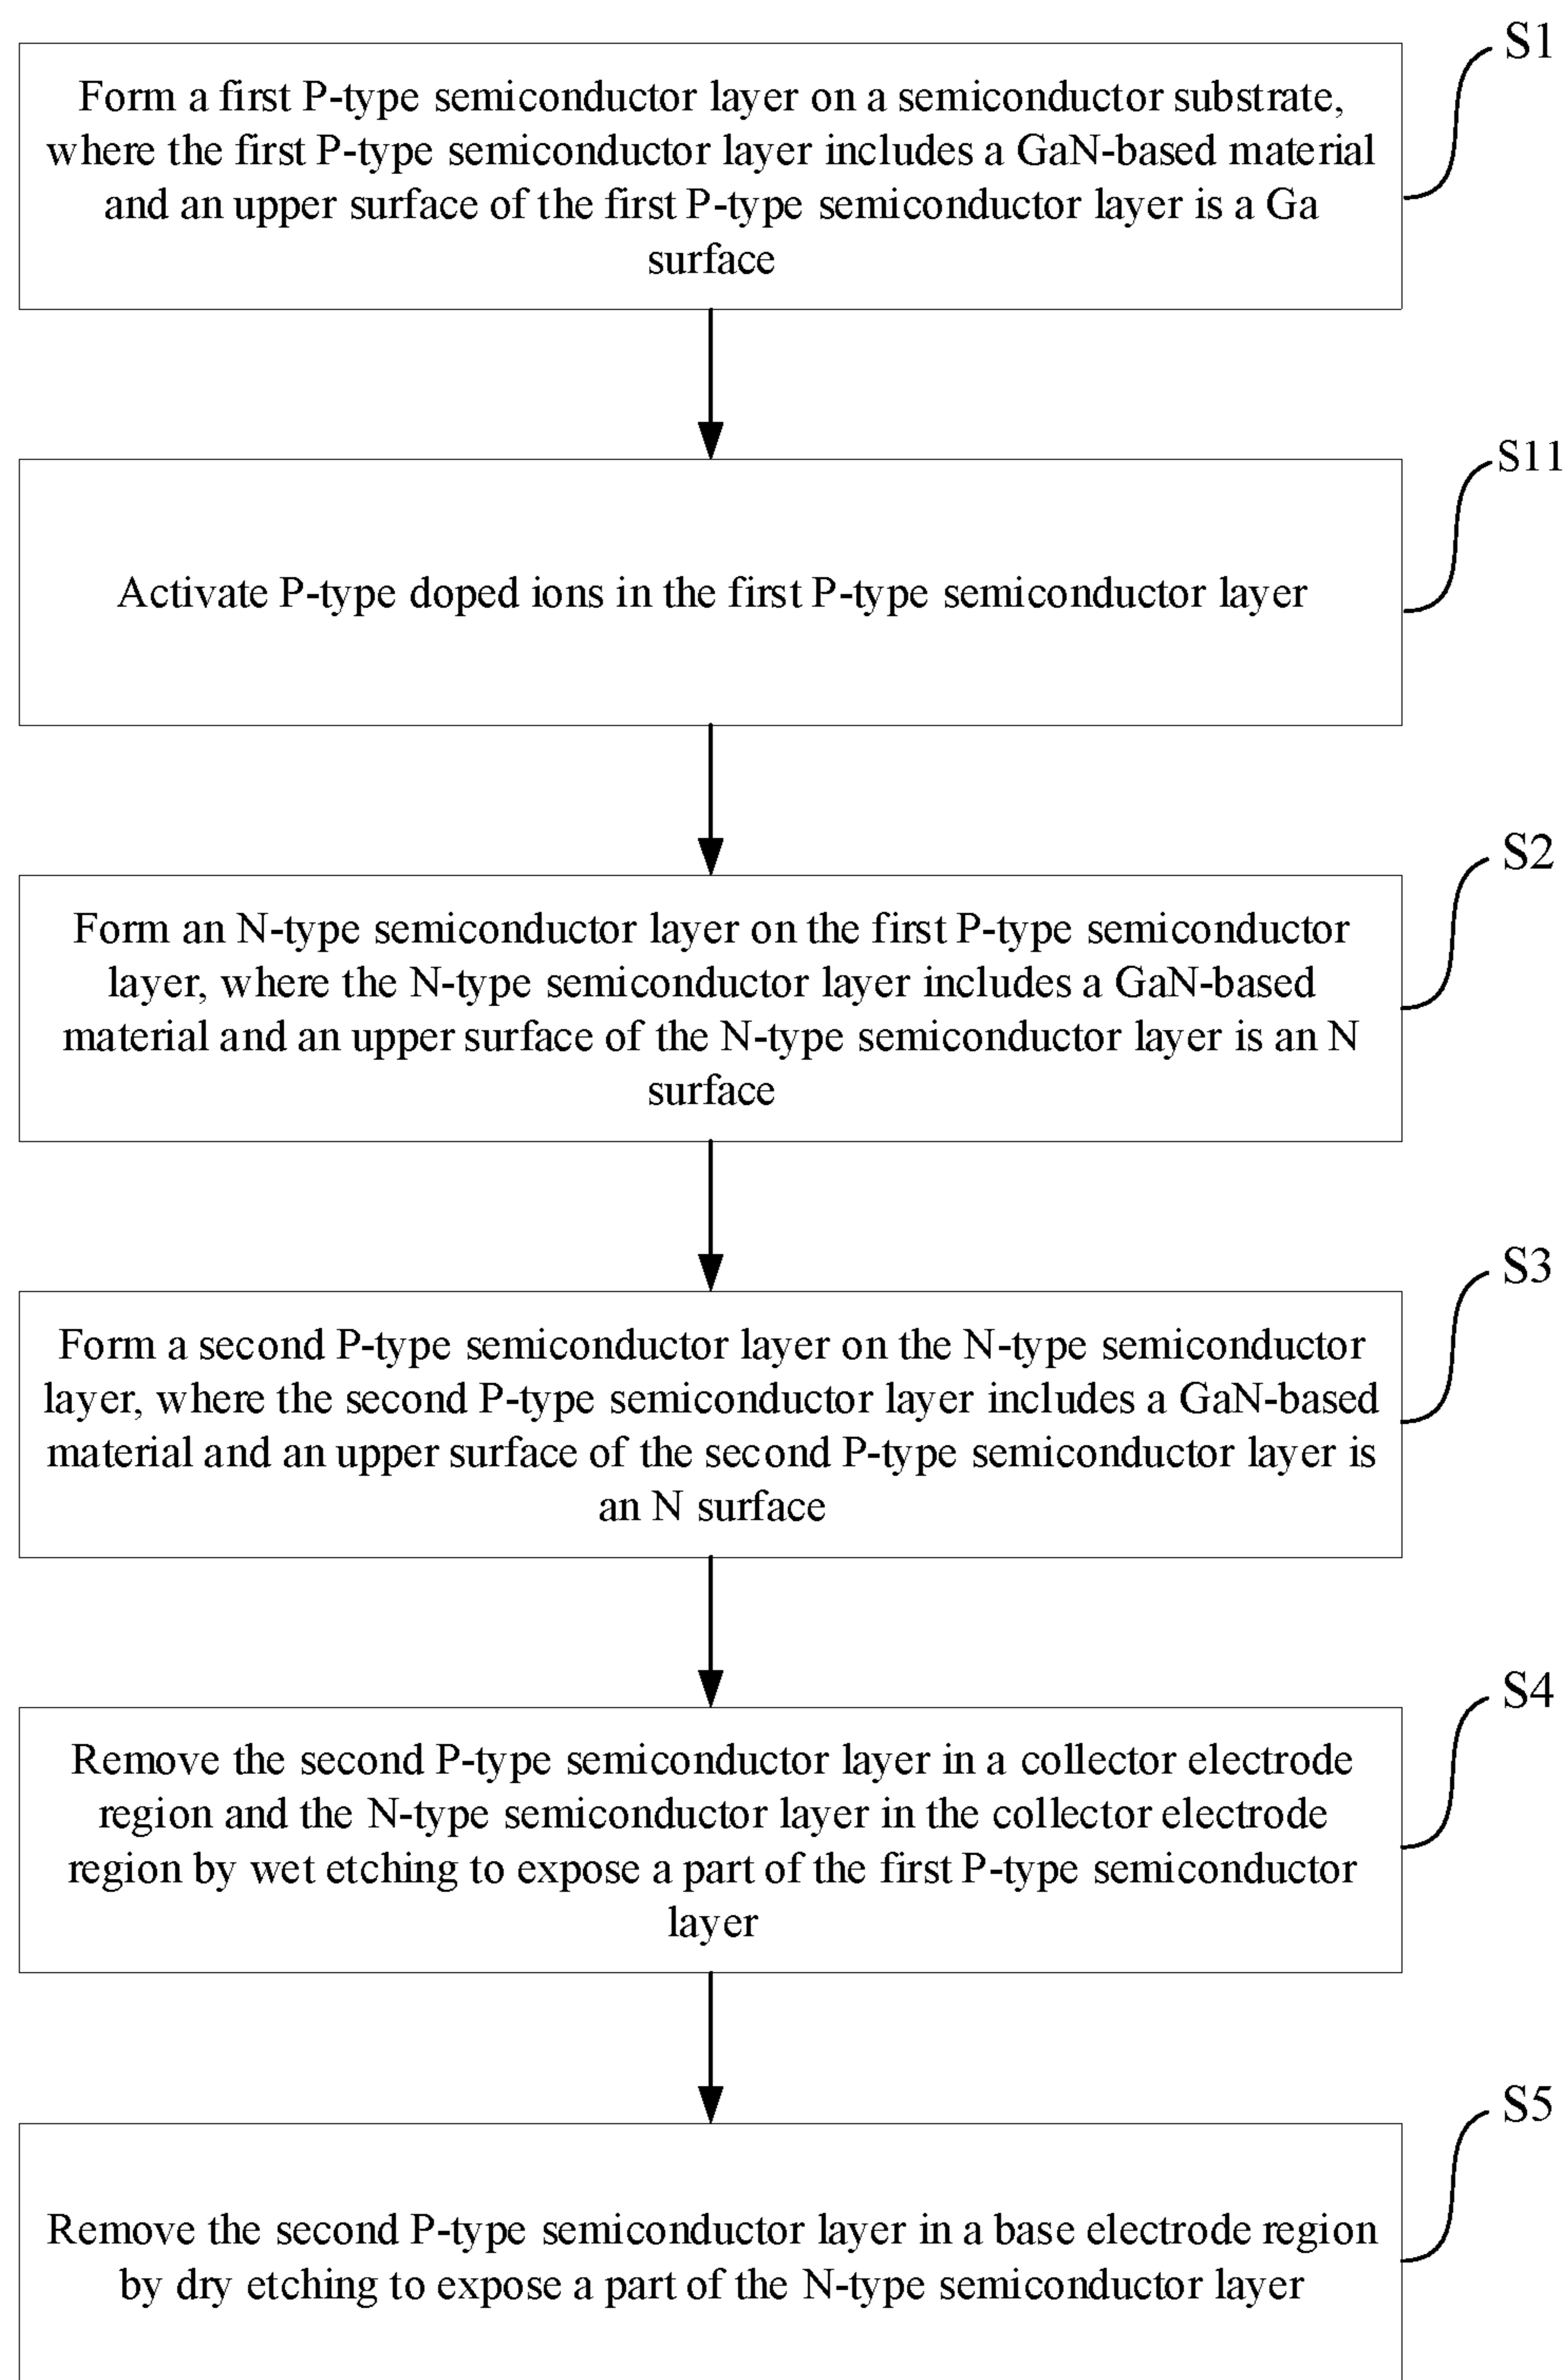 S1
Form a first P-type semiconductor layer on a semiconductor substrate,
where the first P-type semiconductor layer includes a GaN-based material
and an upper surface of the first P-type semiconductor layer is a Ga
surface
S11
Activate P-type doped ions in the first P-type semiconductor layer
S2
Form an N-type semiconductor layer on the first P-type semiconductor
layer, where the N-type semiconductor layer includes a GaN-based
material and an upper surface of the N-type semiconductor layer is an N
surface
S3
Form a second P-type semiconductor layer on the N-type semiconductor
layer, where the second P-type semiconductor layer includes a GaN-based
material and an upper surface of the second P-type semiconductor layer is
an N surface
S4
Remove the second P-type semiconductor layer in a collector electrode
region and the N-type semiconductor layer in the collector electrode
region by wet etching to expose a part of the first P-type semiconductor
layer
S5
Remove the second P-type semiconductor layer in a base electrode region
by dry etching to expose a part of the N-type semiconductor layer